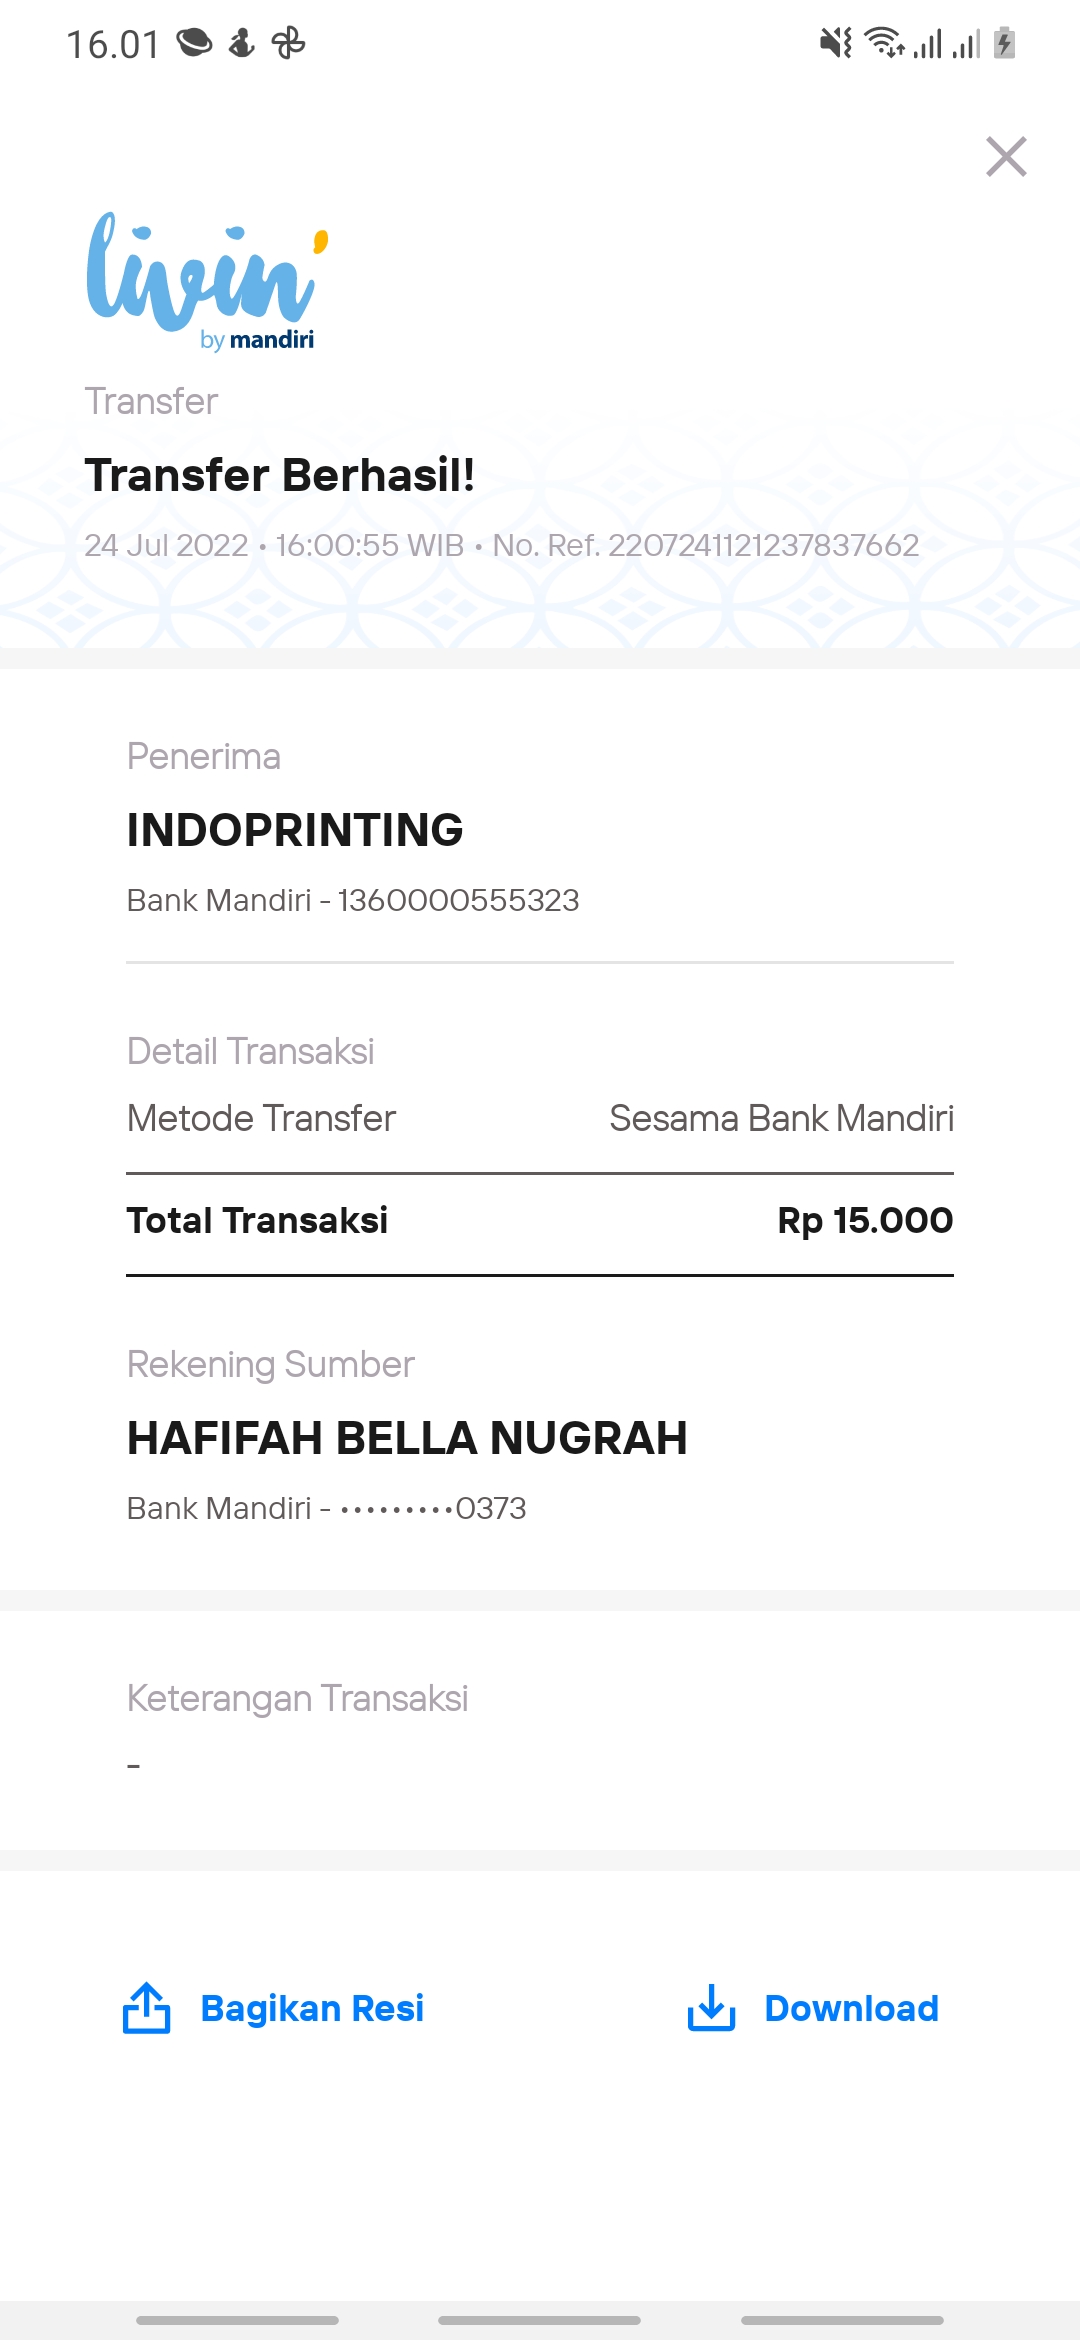 16.01
livin'
by mandiri
Transfer
Transfer Berhasil!
24 Jul 2022 • 16:00:55 WIB • No. Ref. 2207241121237837662
Penerima
INDOPRINTING
Bank Mandiri - 1360000555323
Detail Transaksi
Metode Transfer Sesama Bank Mandiri
Total Transaksi Rp 15.000
Rekening Sumber
HAFIFAH BELLA NUGRAH
Bank Mandiri - •••••••••0373
Keterangan Transaksi
-
Bagikan Resi Download